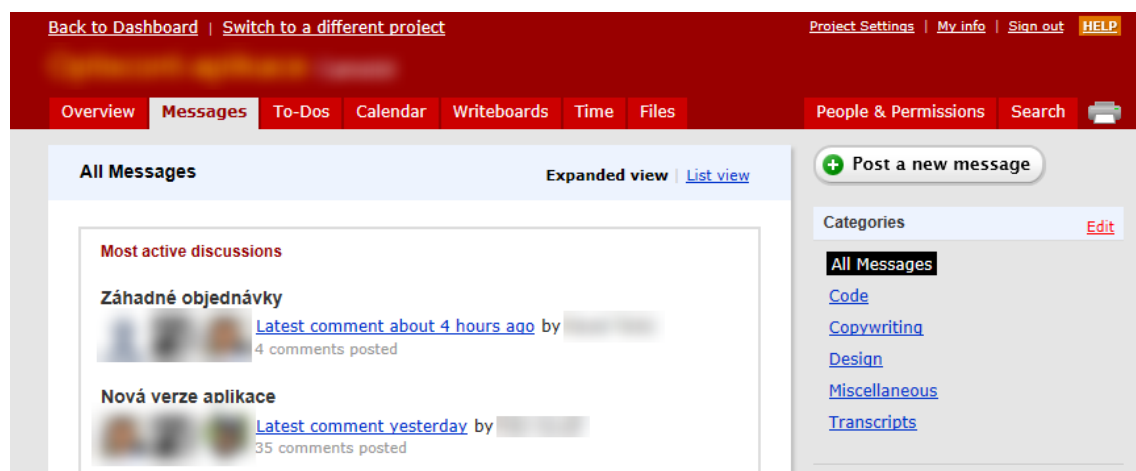 Back to Dashboard | Switch to a different project
Project Settings | My info | Sign out HELP
Overview Messages To-Dos Calendar Writeboards Time Files
People & Permissions Search
All Messages
Expanded view | List view
Post a new message
Categories
Edit
Most active discussions
All Messages
Záhadné objednávky
Code
Latest comment about 4 hours ago by
Copywriting
4 comments posted
Design
Nová verze aplikace
Miscellaneous
Latest comment yesterday by
Transcripts
35 comments posted